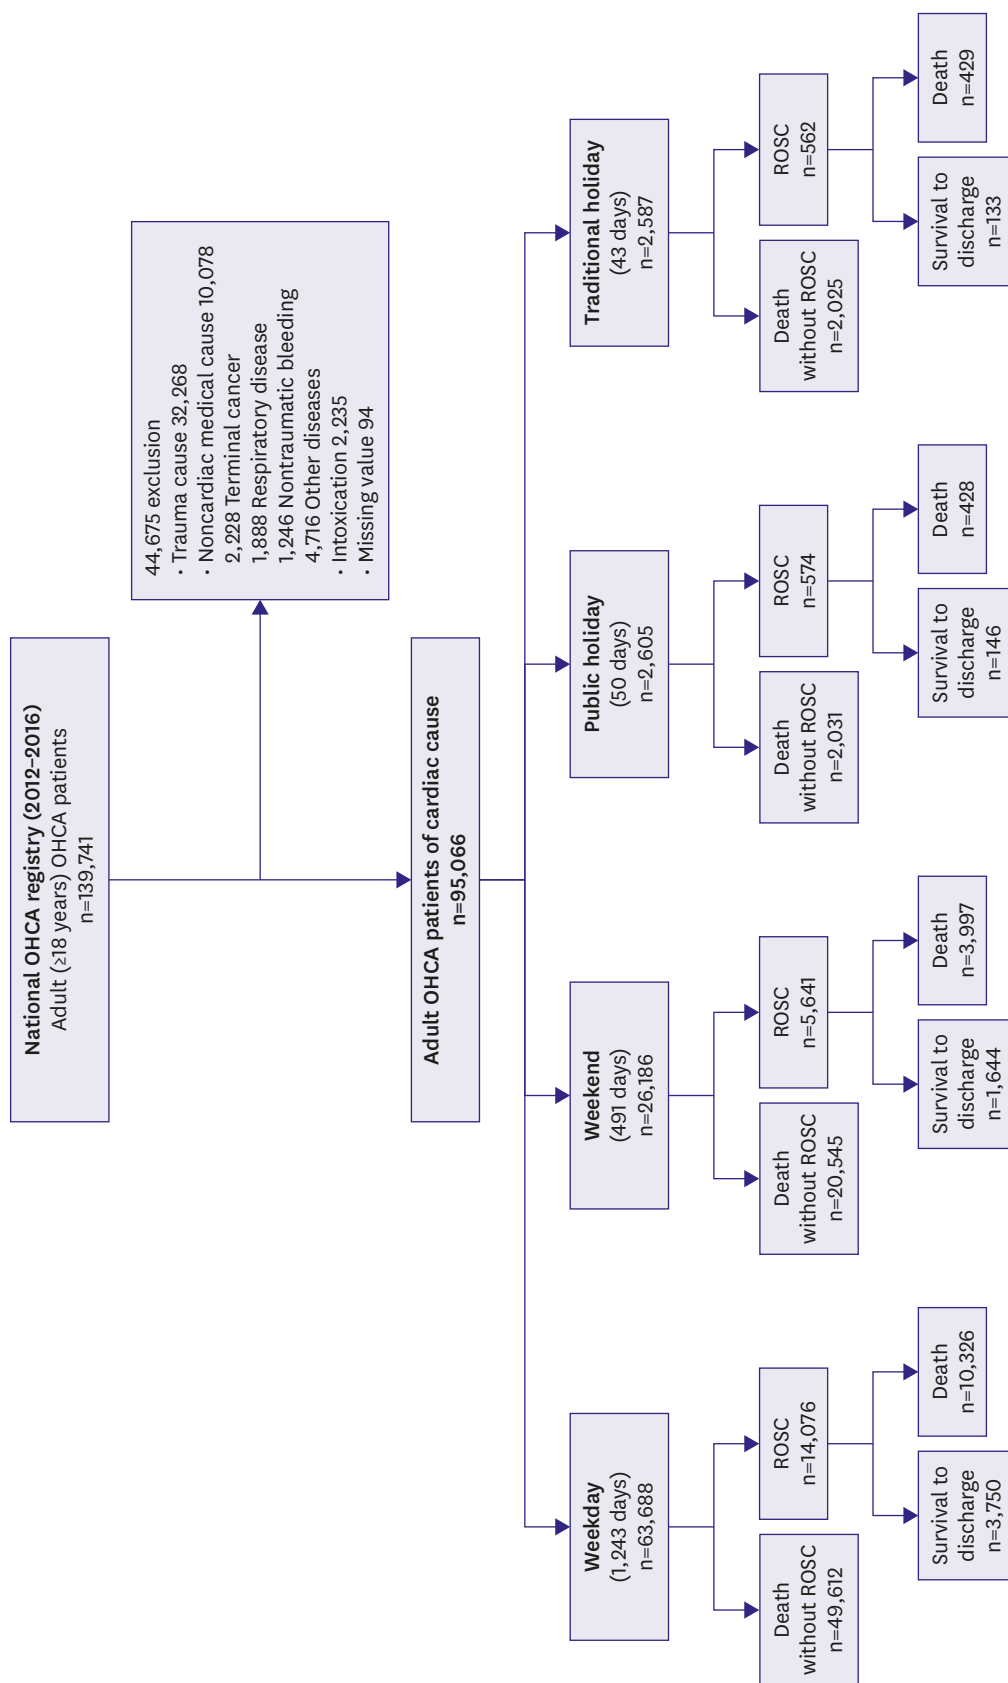 National OHCA registry (2012–2016)
Adult (≥18 years) OHCA patients
n=139,741
44,675 exclusion
· Trauma cause 32,268
· Noncardiac medical cause 10,078
2,228 Terminal cancer
1,888 Respiratory disease
1,246 Nontraumatic bleeding
4,716 Other diseases
· Intoxication 2,235
· Missing value 94
Adult OHCA patients of cardiac cause
n=95,066
Weekday
(1,243 days)
n=63,688
Weekend
(491 days)
n=26,186
Public holiday
(50 days)
n=2,605
Traditional holiday
(43 days)
n=2,587
Death
without ROSC
n=49,612
ROSC
n=14,076
Death
without ROSC
n=20,545
ROSC
n=5,641
Death
without ROSC
n=2,031
ROSC
n=574
Death
without ROSC
n=2,025
ROSC
n=562
Survival to
discharge
n=3,750
Death
n=10,326
Survival to
discharge
n=1,644
Death
n=3,997
Survival to
discharge
n=146
Death
n=428
Survival to
discharge
n=133
Death
n=429